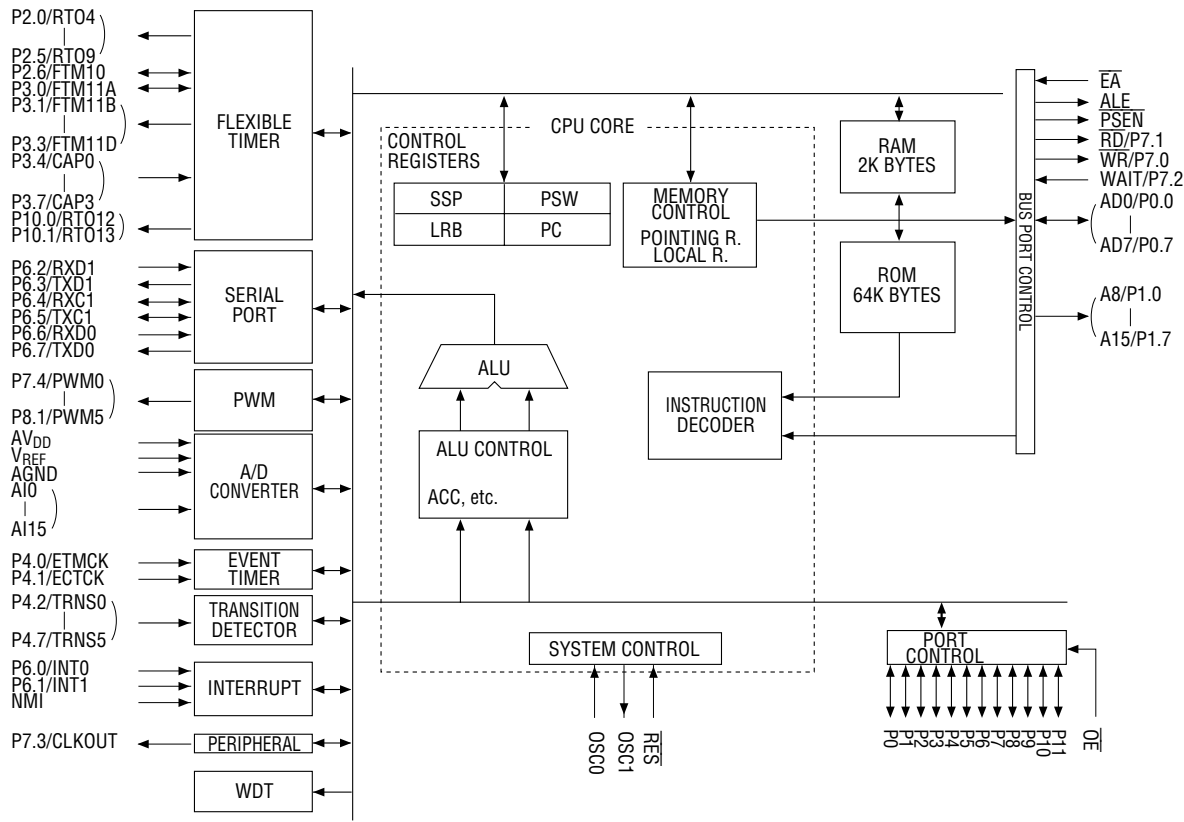 P2.0/RTO4
P2.5/RTO9
P2.6/FTM10
P3.0/FTM11A
P3.1/FTM11B
P3.3/FTM11D
P3.4/CAP0
P3.7/CAP3
P10.0/RTO12
P10.1/RTO13
FLEXIBLE
TIMER
P6.2/RXD1
P6.3/TXD1
P6.4/RXC1
P6.5/TXC1
P6.6/RXD0
P6.7/TXD0
SERIAL
PORT
P7.4/PWM0
P8.1/PWM5
PWM
AVDD
VREF
AGND
AI0
AI15
A/D
CONVERTER
P4.0/ETMCK
P4.1/ECTCK
EVENT
TIMER
P4.2/TRNS0
P4.7/TRNS5
TRANSITION
DETECTOR
P6.0/INT0
P6.1/INT1
NMI
INTERRUPT
P7.3/CLKOUT
PERIPHERAL
WDT
CPU CORE
CONTROL
REGISTERS
SSP PSW
LRB PC
MEMORY
CONTROL
POINTING R.
LOCAL R.
RAM
2K BYTES
ROM
64K BYTES
ALU
ALU CONTROL
ACC, etc.
INSTRUCTION
DECODER
SYSTEM CONTROL
OSC0
OSC1
RES
BUS PORT CONTROL
EA
ALE
PSEN
RD/P7.1
WR/P7.0
WAIT/P7.2
AD0/P0.0
AD7/P0.7
A8/P1.0
A15/P1.7
PORT
CONTROL
P0
P1
P2
P3
P4
P5
P6
P7
P8
P9
P10
P11
OE